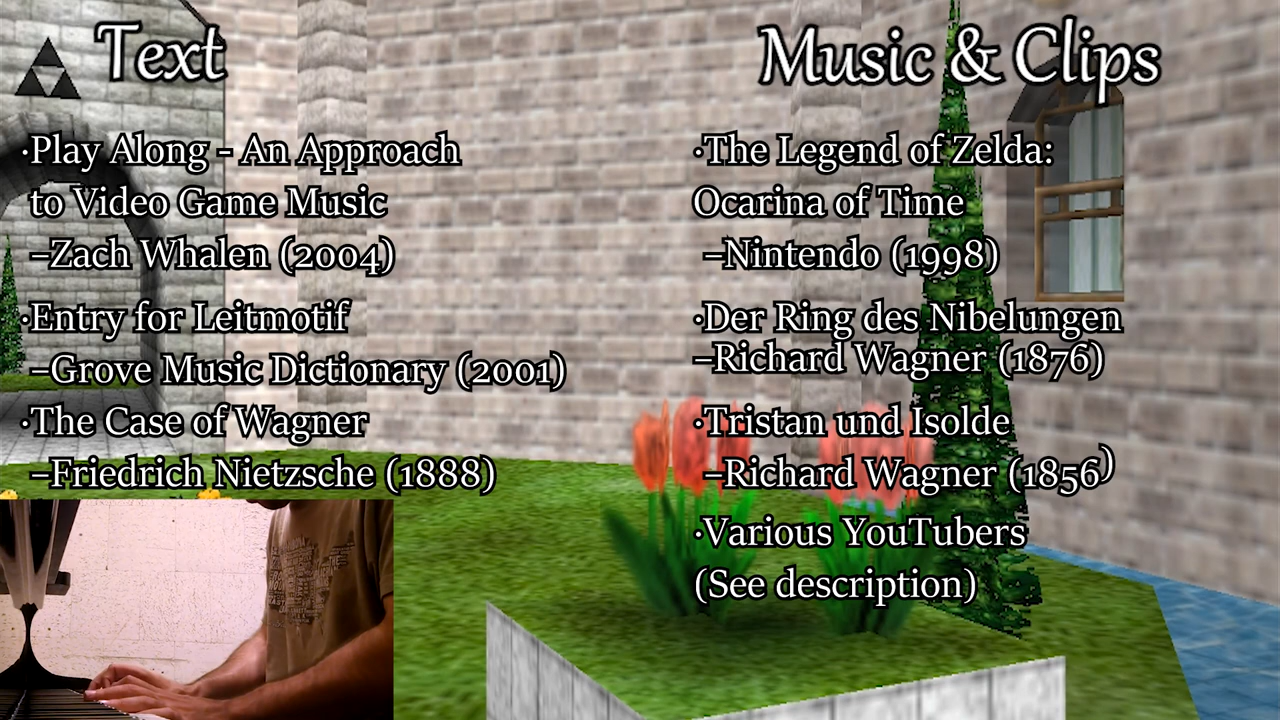 Text
·Play Along - An Approach
to Video Game Music
–Zach Whalen (2004)
·Entry for Leitmotif
–Grove Music Dictionary (2001)
·The Case of Wagner
–Friedrich Nietzsche (1888)
Music & Clips
·The Legend of Zelda:
Ocarina of Time
–Nintendo (1998)
·Der Ring des Nibelungen
–Richard Wagner (1876)
·Tristan und Isolde
–Richard Wagner (1856)
·Various YouTubers
(See description)